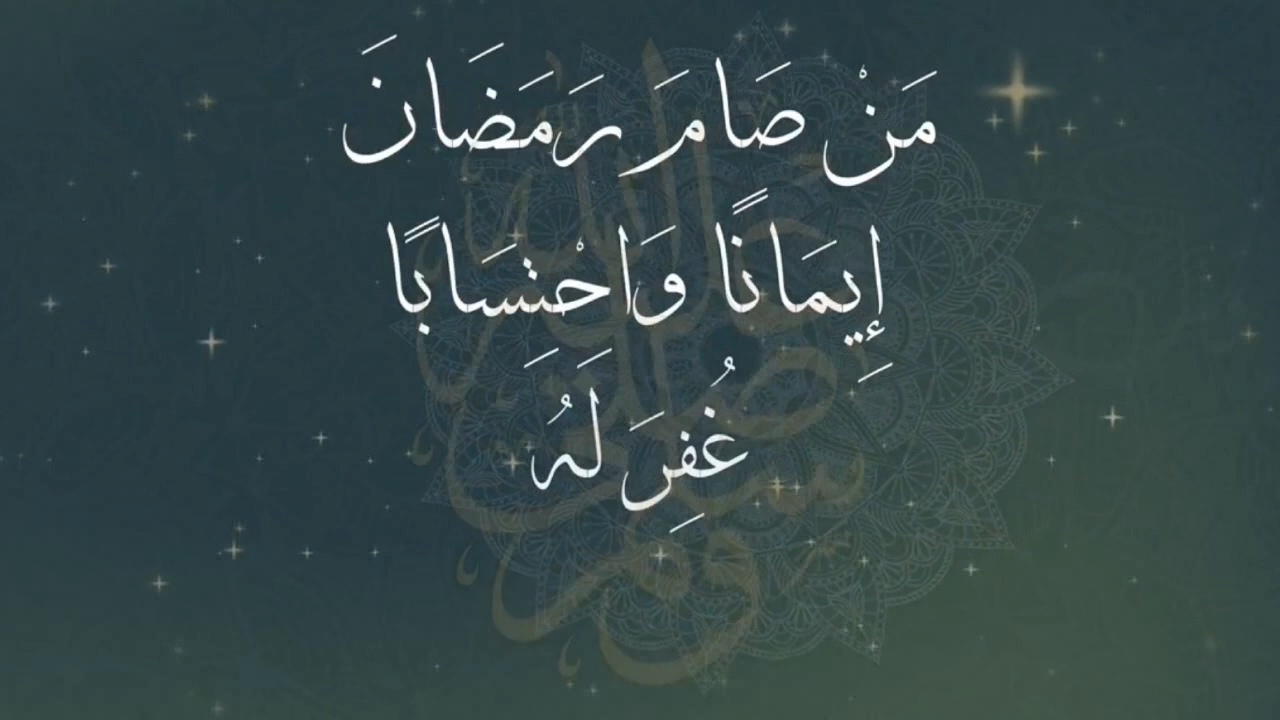 مَنْ صَامَ رَمَضَانَ
إِيمَانًا وَاحْتِسَابًا
غُفِرَ لَهُ